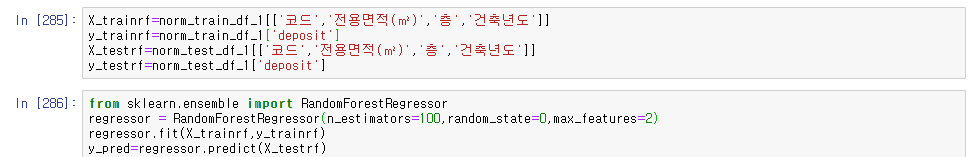 In [285]:
X_trainrf=norm_train_df_1[['코드','전용면적(㎡)','층','건축년도']]
y_trainrf=norm_train_df_1['deposit']
X_testrf=norm_test_df_1[['코드','전용면적(㎡)','층','건축년도']]
y_testrf=norm_test_df_1['deposit']
In [286]:
from sklearn.ensemble import RandomForestRegressor
regressor = RandomForestRegressor(n_estimators=100,random_state=0,max_features=2)
regressor.fit(X_trainrf,y_trainrf)
y_pred=regressor.predict(X_testrf)